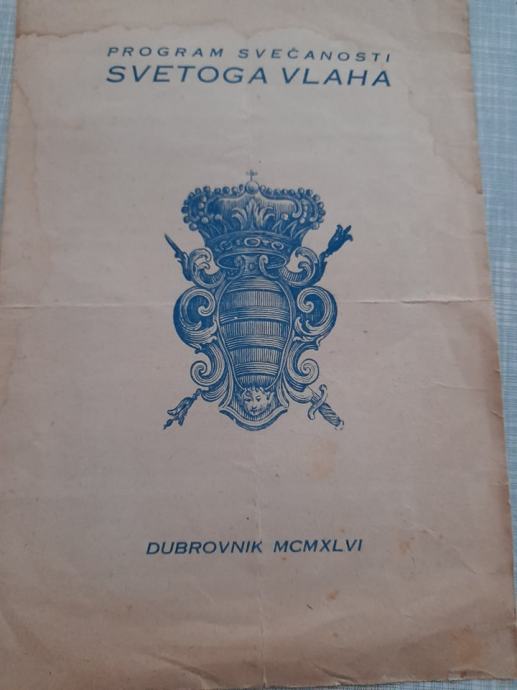 PROGRAM SVEČANOSTI
SVETOGA VLAHA
DUBROVNIK MCMXLVI